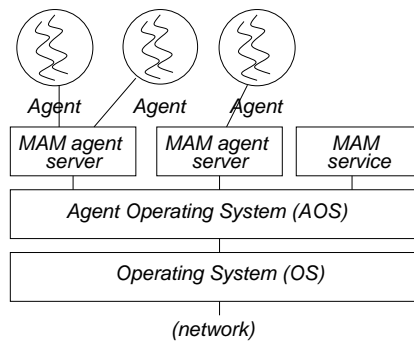 Agent Agent Agent
MAM agent server
MAM agent server
MAM service
Agent Operating System (AOS)
Operating System (OS)
(network)